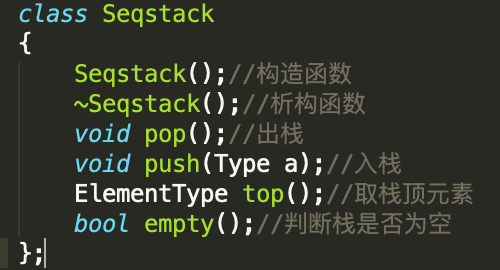 class Seqstack
{
Seqstack();//构造函数
~Seqstack();//析构函数
void pop();//出栈
void push(Type a);//入栈
ElementType top();//取栈顶元素
bool empty();//判断栈是否为空
};